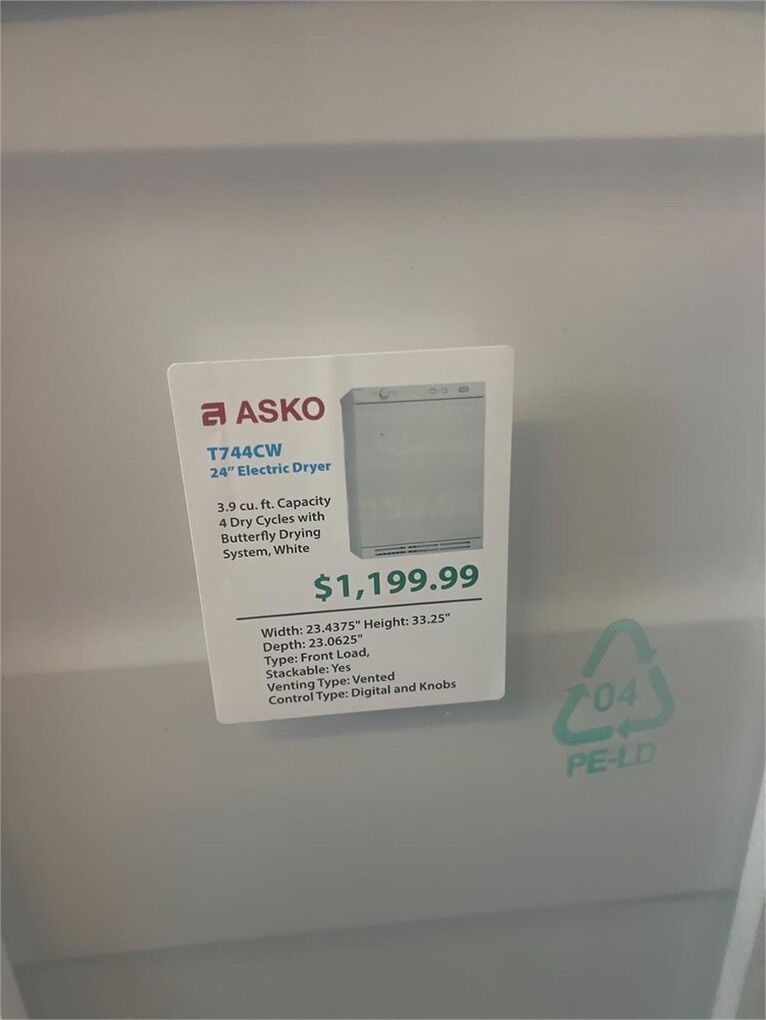 ASKO
T744CW
24" Electric Dryer
3.9 cu. ft. Capacity
4 Dry Cycles with
Butterfly Drying
System, White
$1,199.99
Width: 23.4375" Height: 33.25"
Depth: 23.0625"
Type: Front Load,
Stackable: Yes
Venting Type: Vented
Control Type: Digital and Knobs
04
PE-LD